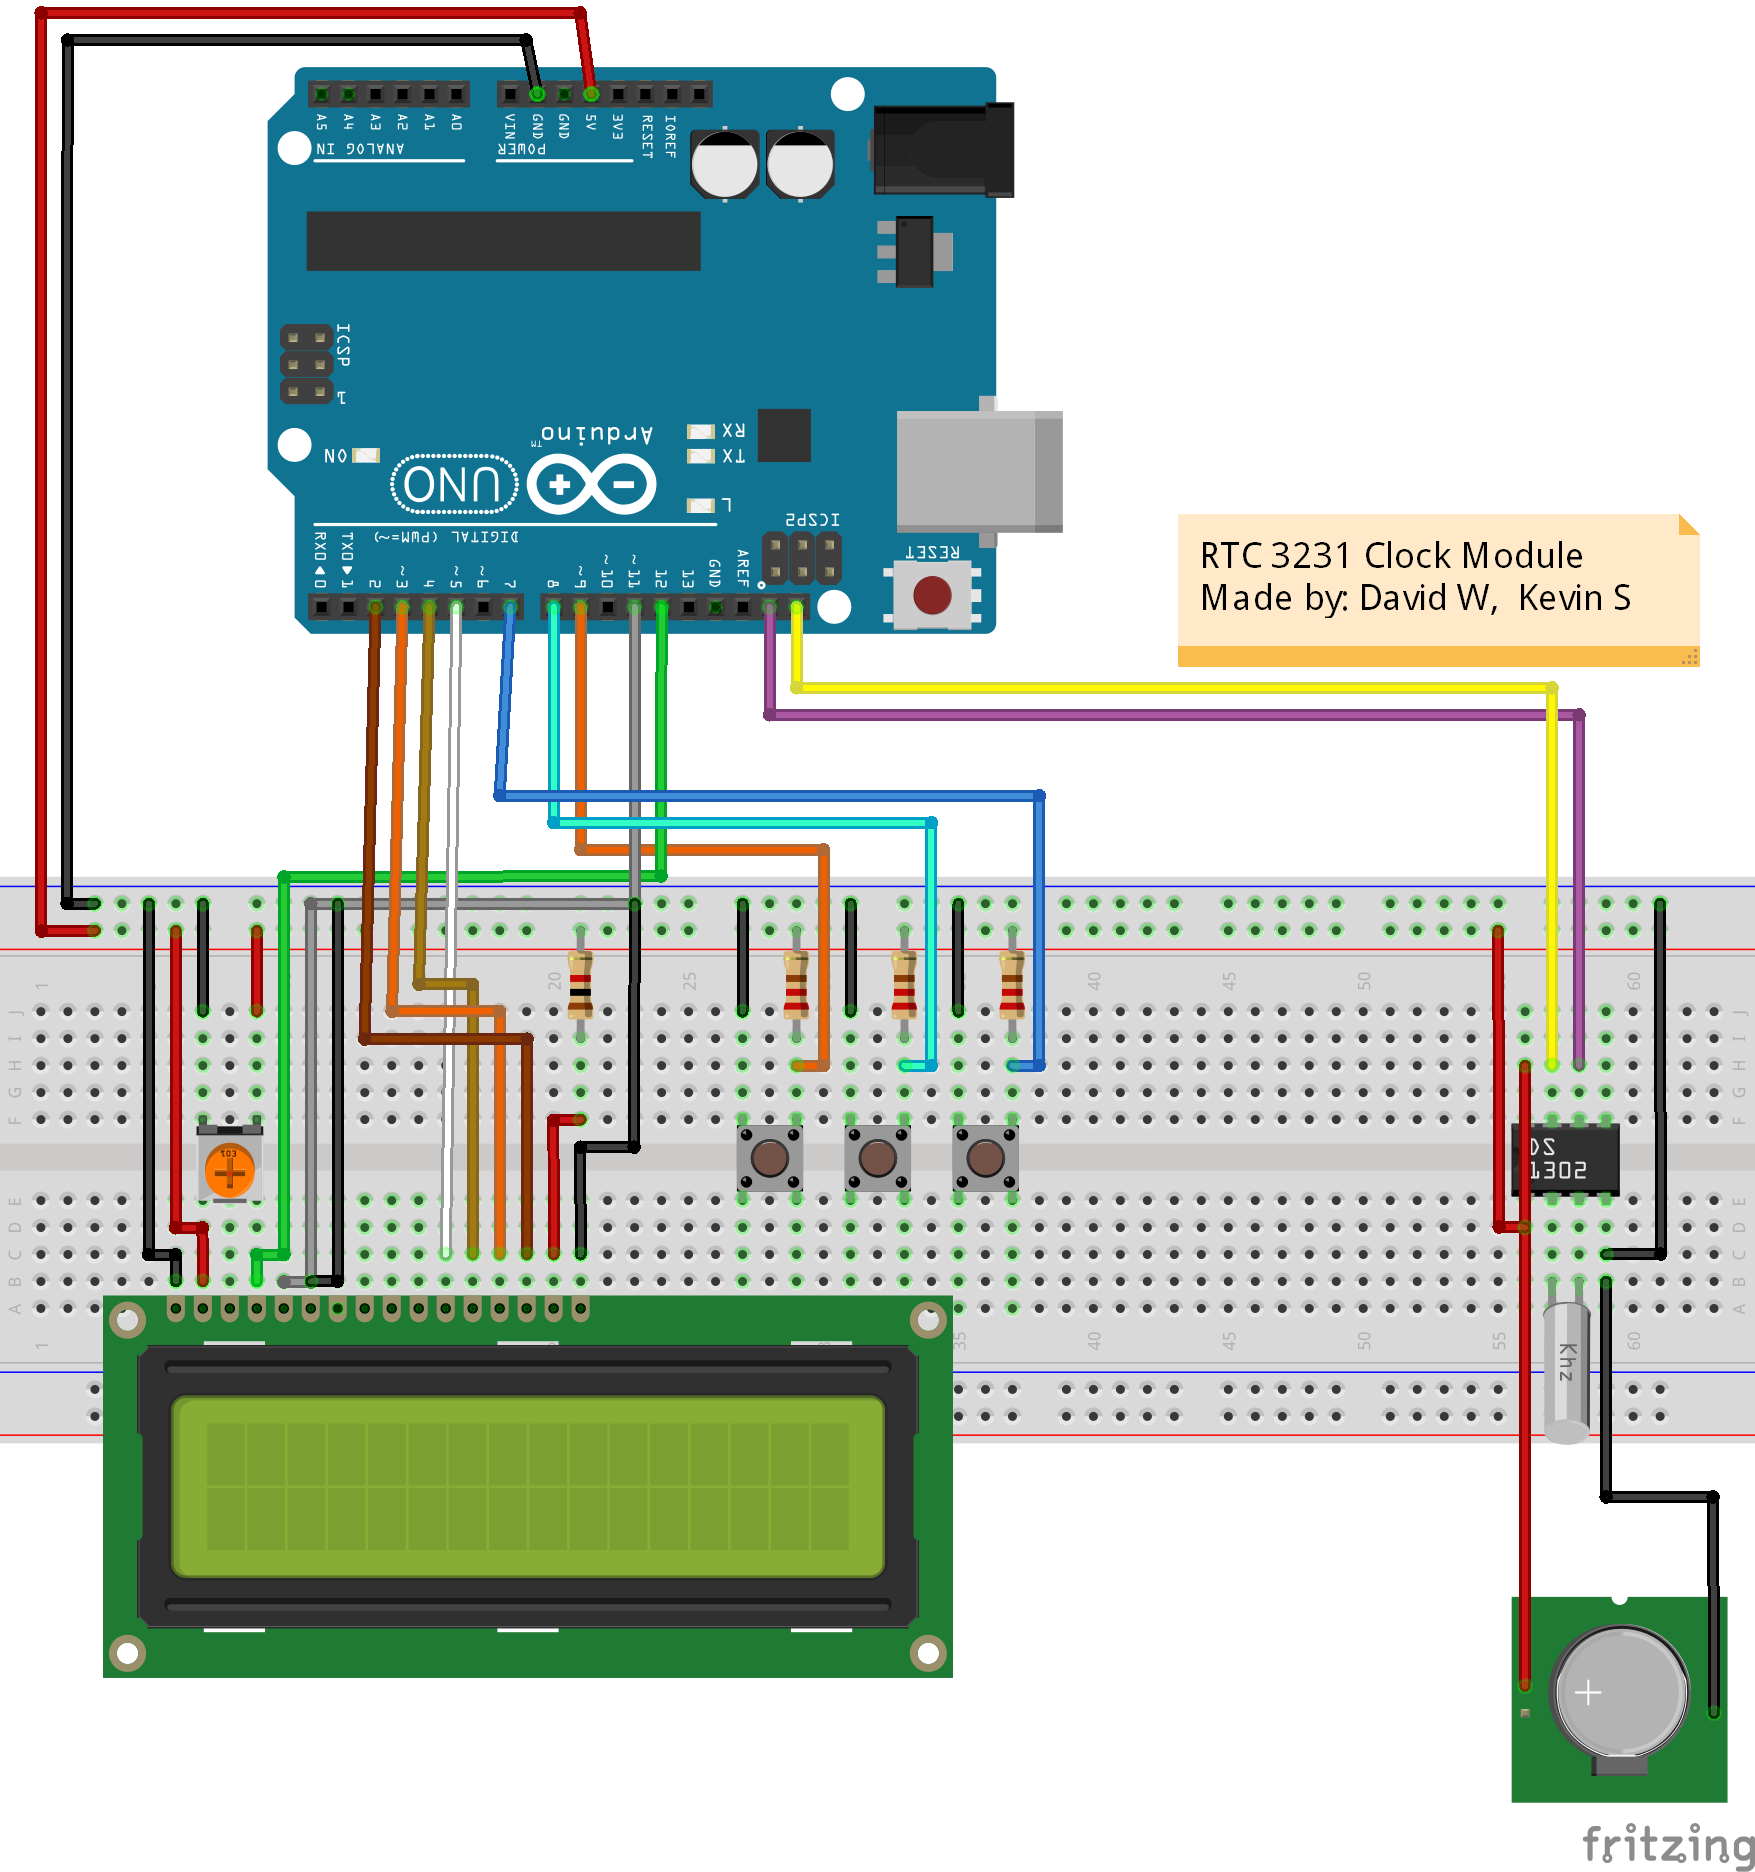 A5 A4 A3 A2 A1 A0 VIN GND GND 5V 3V3 RESET IOREF
ANALOG IN POWER
ICSP
1
Arduino
TM
RX
TX
ON
UNO
L
ICSP2
DIGITAL (PWM=~)
RESET
RX0◀0 TX0▶1 2 ~3 4 ~5 ~6 7 8 ~9 ~10 ~11 12 13 GND AREF
RTC 3231 Clock Module
Made by: David W,  Kevin S
1 20 25 40 45 50 60
J J
I I
H H
G G
F F
DS
1302
E E
D D
C C
B B
A A
1 35 40 45 50 55 60
Khz
fritzing